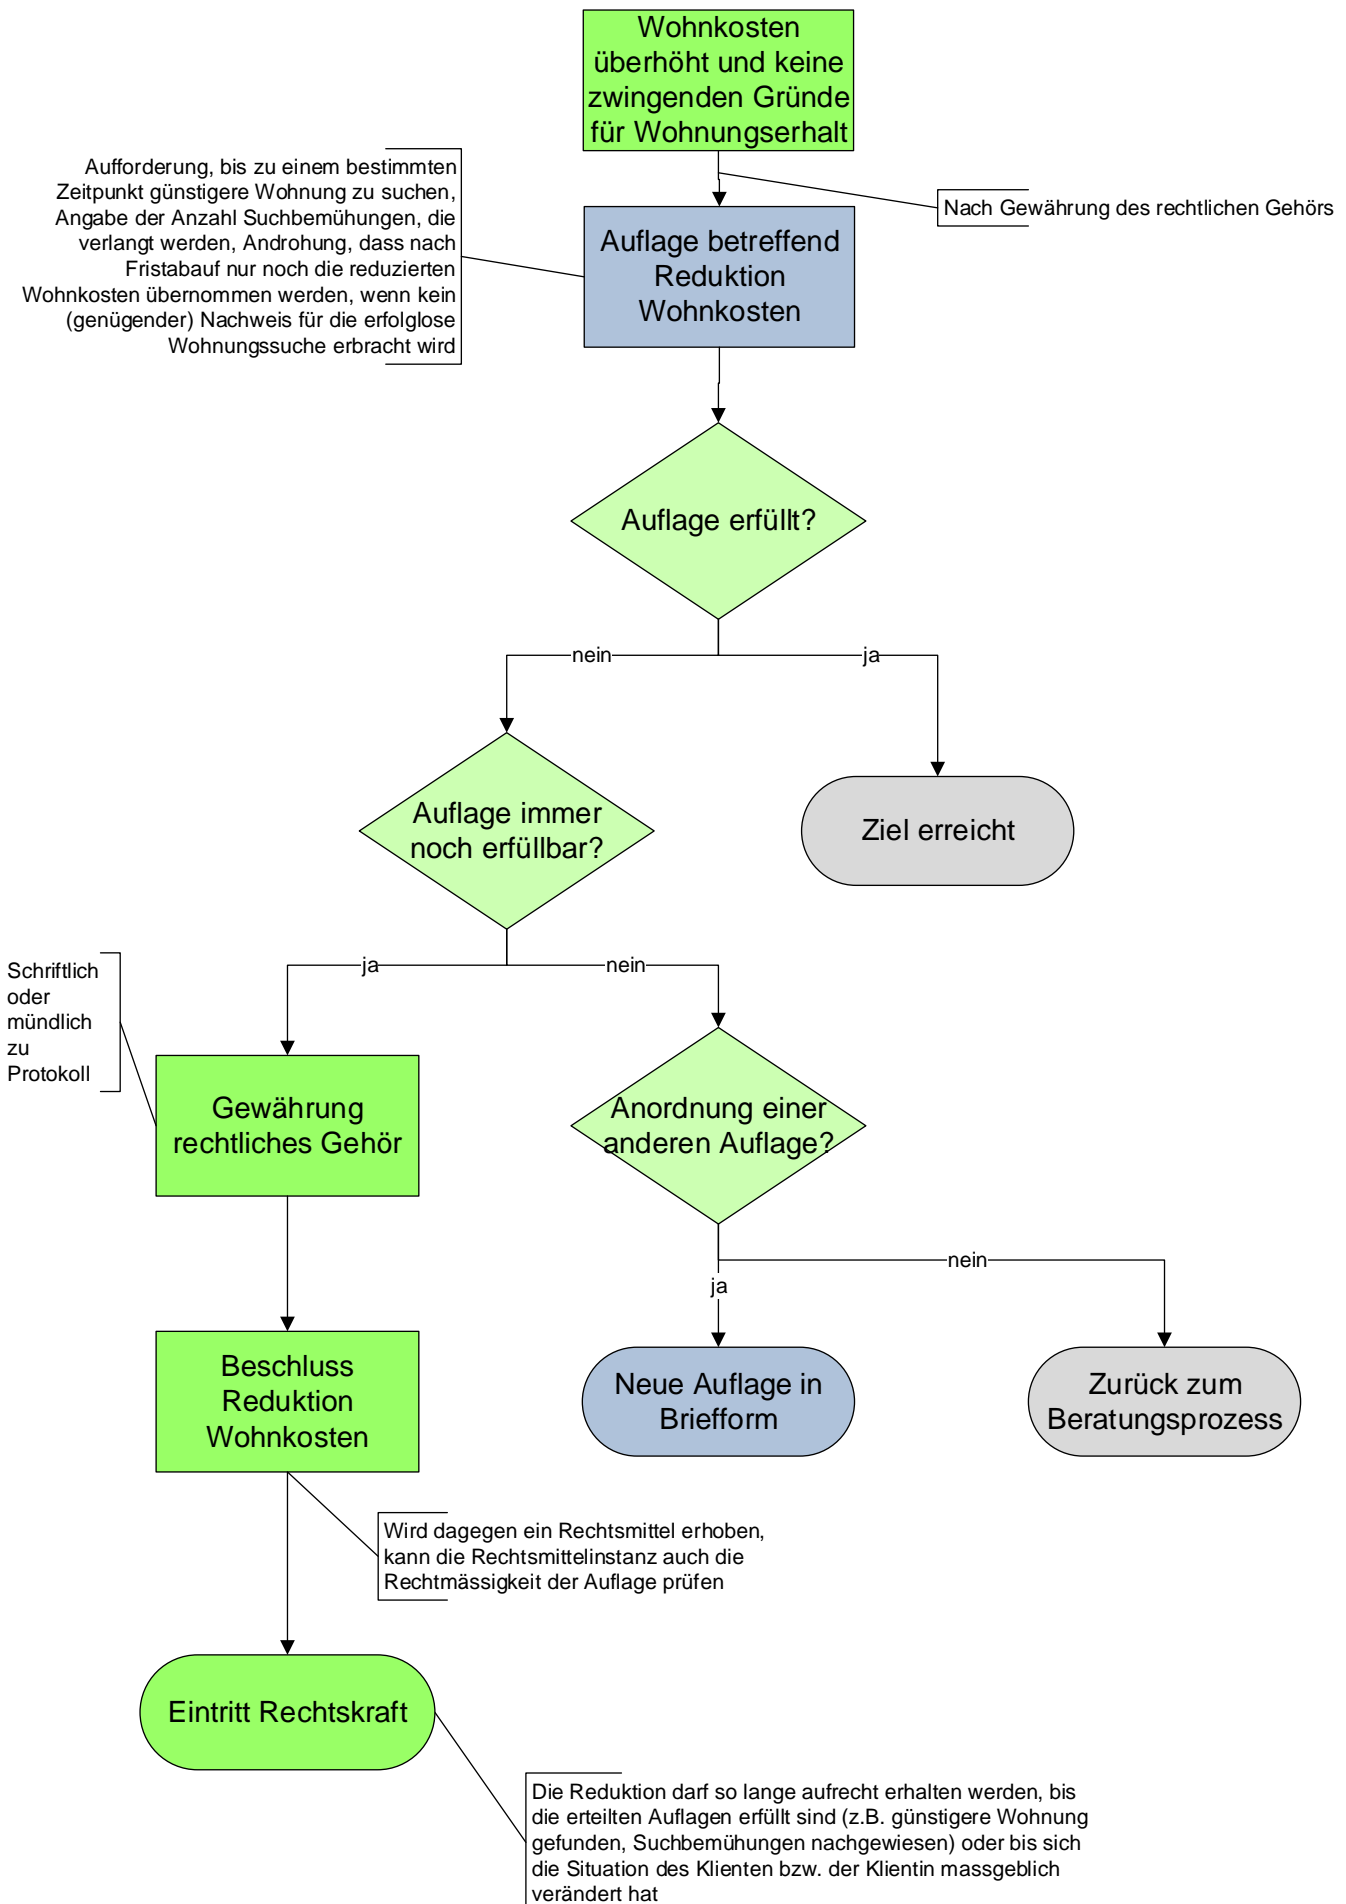 Wohnkosten
überhöht und keine
zwingenden Gründe
für Wohnungserhalt
Nach Gewährung des rechtlichen Gehörs
Aufforderung, bis zu einem bestimmten
Zeitpunkt günstigere Wohnung zu suchen,
Angabe der Anzahl Suchbemühungen, die
verlangt werden, Androhung, dass nach
Fristabauf nur noch die reduzierten
Wohnkosten übernommen werden, wenn kein
(genügender) Nachweis für die erfolglose
Wohnungssuche erbracht wird
Auflage betreffend
Reduktion
Wohnkosten
Auflage erfüllt?
nein
ja
Auflage immer
noch erfüllbar?
Ziel erreicht
ja
nein
Schriftlich
oder
mündlich
zu
Protokoll
Gewährung
rechtliches Gehör
Anordnung einer
anderen Auflage?
nein
ja
Beschluss
Reduktion
Wohnkosten
Neue Auflage in
Briefform
Zurück zum
Beratungsprozess
Wird dagegen ein Rechtsmittel erhoben,
kann die Rechtsmittelinstanz auch die
Rechtmässigkeit der Auflage prüfen
Eintritt Rechtskraft
Die Reduktion darf so lange aufrecht erhalten werden, bis
die erteilten Auflagen erfüllt sind (z.B. günstigere Wohnung
gefunden, Suchbemühungen nachgewiesen) oder bis sich
die Situation des Klienten bzw. der Klientin massgeblich
verändert hat